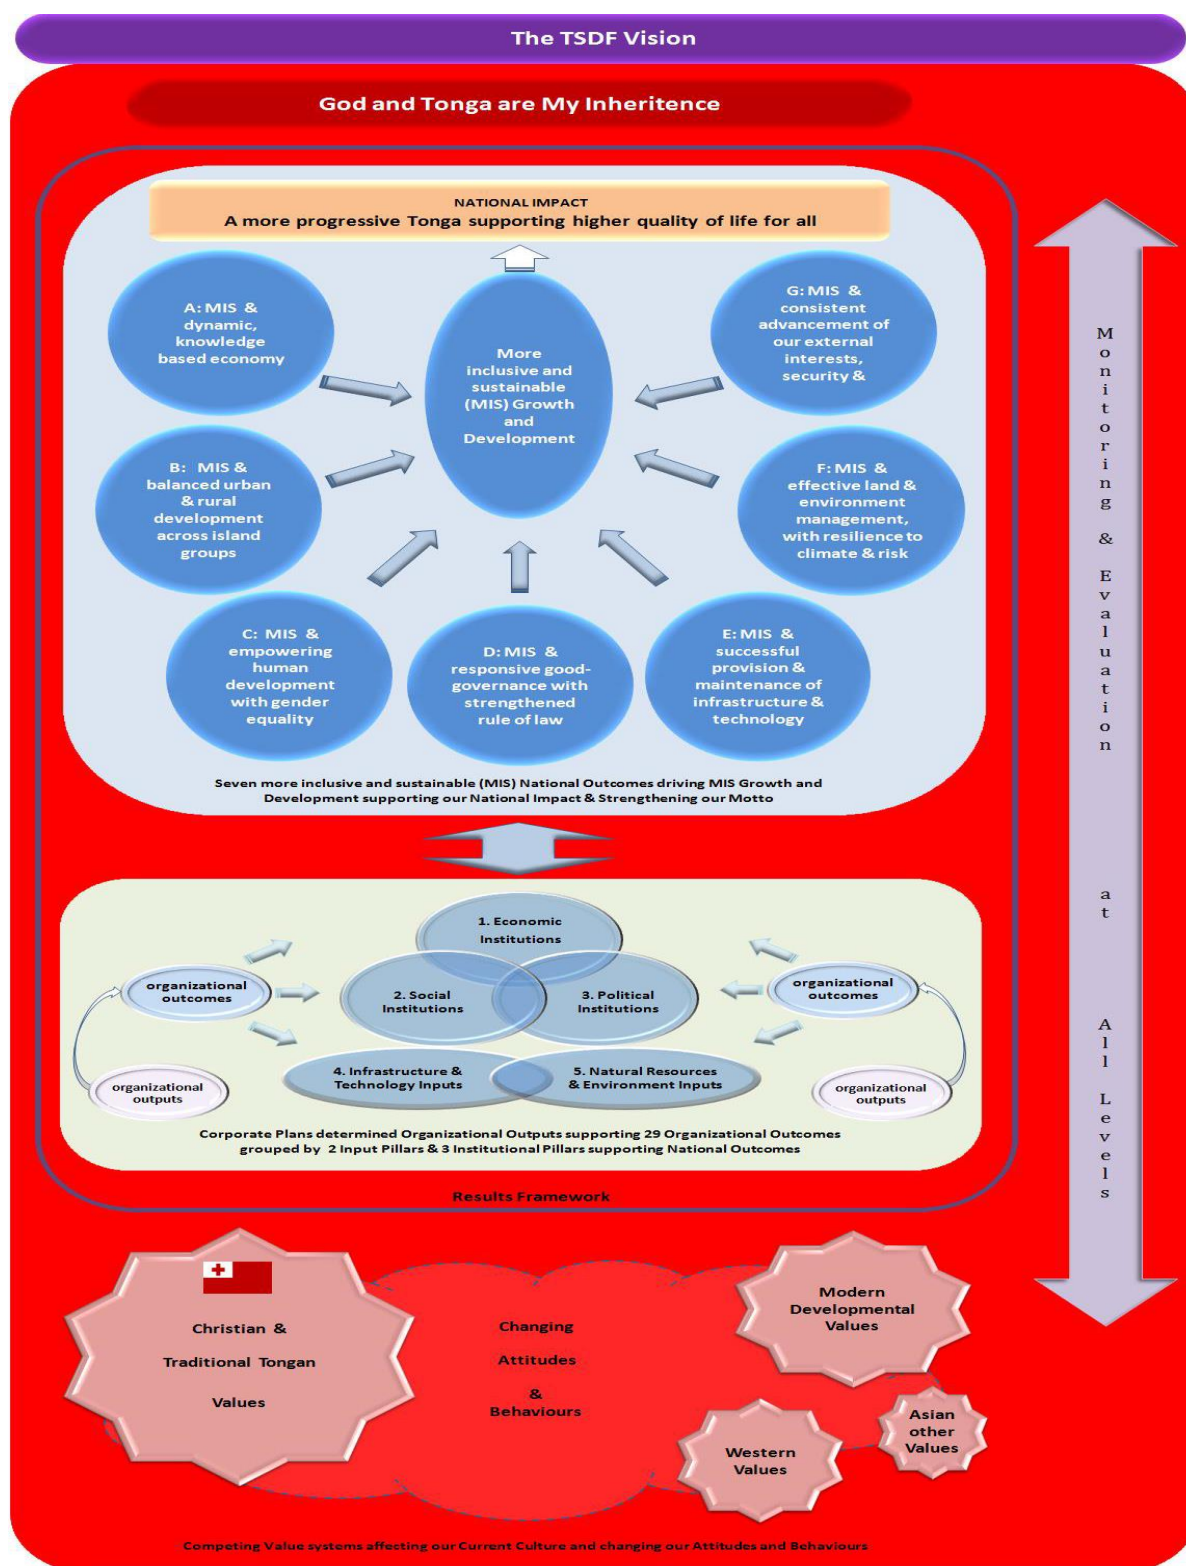 The TSDF Vision
God and Tonga are My Inheritence
NATIONAL IMPACT
A more progressive Tonga supporting higher quality of life for all
A: MIS &
dynamic,
knowledge
based economy
More
inclusive and
sustainable
(MIS) Growth
and
Development
G: MIS &
consistent
advancement of
our external
interests,
security &
B: MIS &
balanced urban
& rural
development
across island
groups
F: MIS &
effective land &
environment
management,
with resilience to
climate & risk
C: MIS &
empowering
human
development
with gender
equality
D: MIS &
responsive good-
governance with
strengthened
rule of law
E: MIS &
successful
provision &
maintenance of
infrastructure &
technology
Seven more inclusive and sustainable (MIS) National Outcomes driving MIS Growth and
Development supporting our National Impact & Strengthening our Motto
1. Economic
Institutions
organizational
outcomes
2. Social
Institutions
3. Political
Institutions
organizational
outcomes
organizational
outputs
4. Infrastructure &
Technology Inputs
5. Natural Resources
& Environment Inputs
organizational
outputs
Corporate Plans determined Organizational Outputs supporting 29 Organizational Outcomes
grouped by 2 Input Pillars & 3 Institutional Pillars supporting National Outcomes
Results Framework
Monitoring & Evaluation at All Levels
Christian &
Traditional Tongan
Values
Changing
Attitudes
&
Behaviours
Modern
Developmental
Values
Western
Values
Asian
other
Values
Competing Value systems affecting our Current Culture and changing our Attitudes and Behaviours